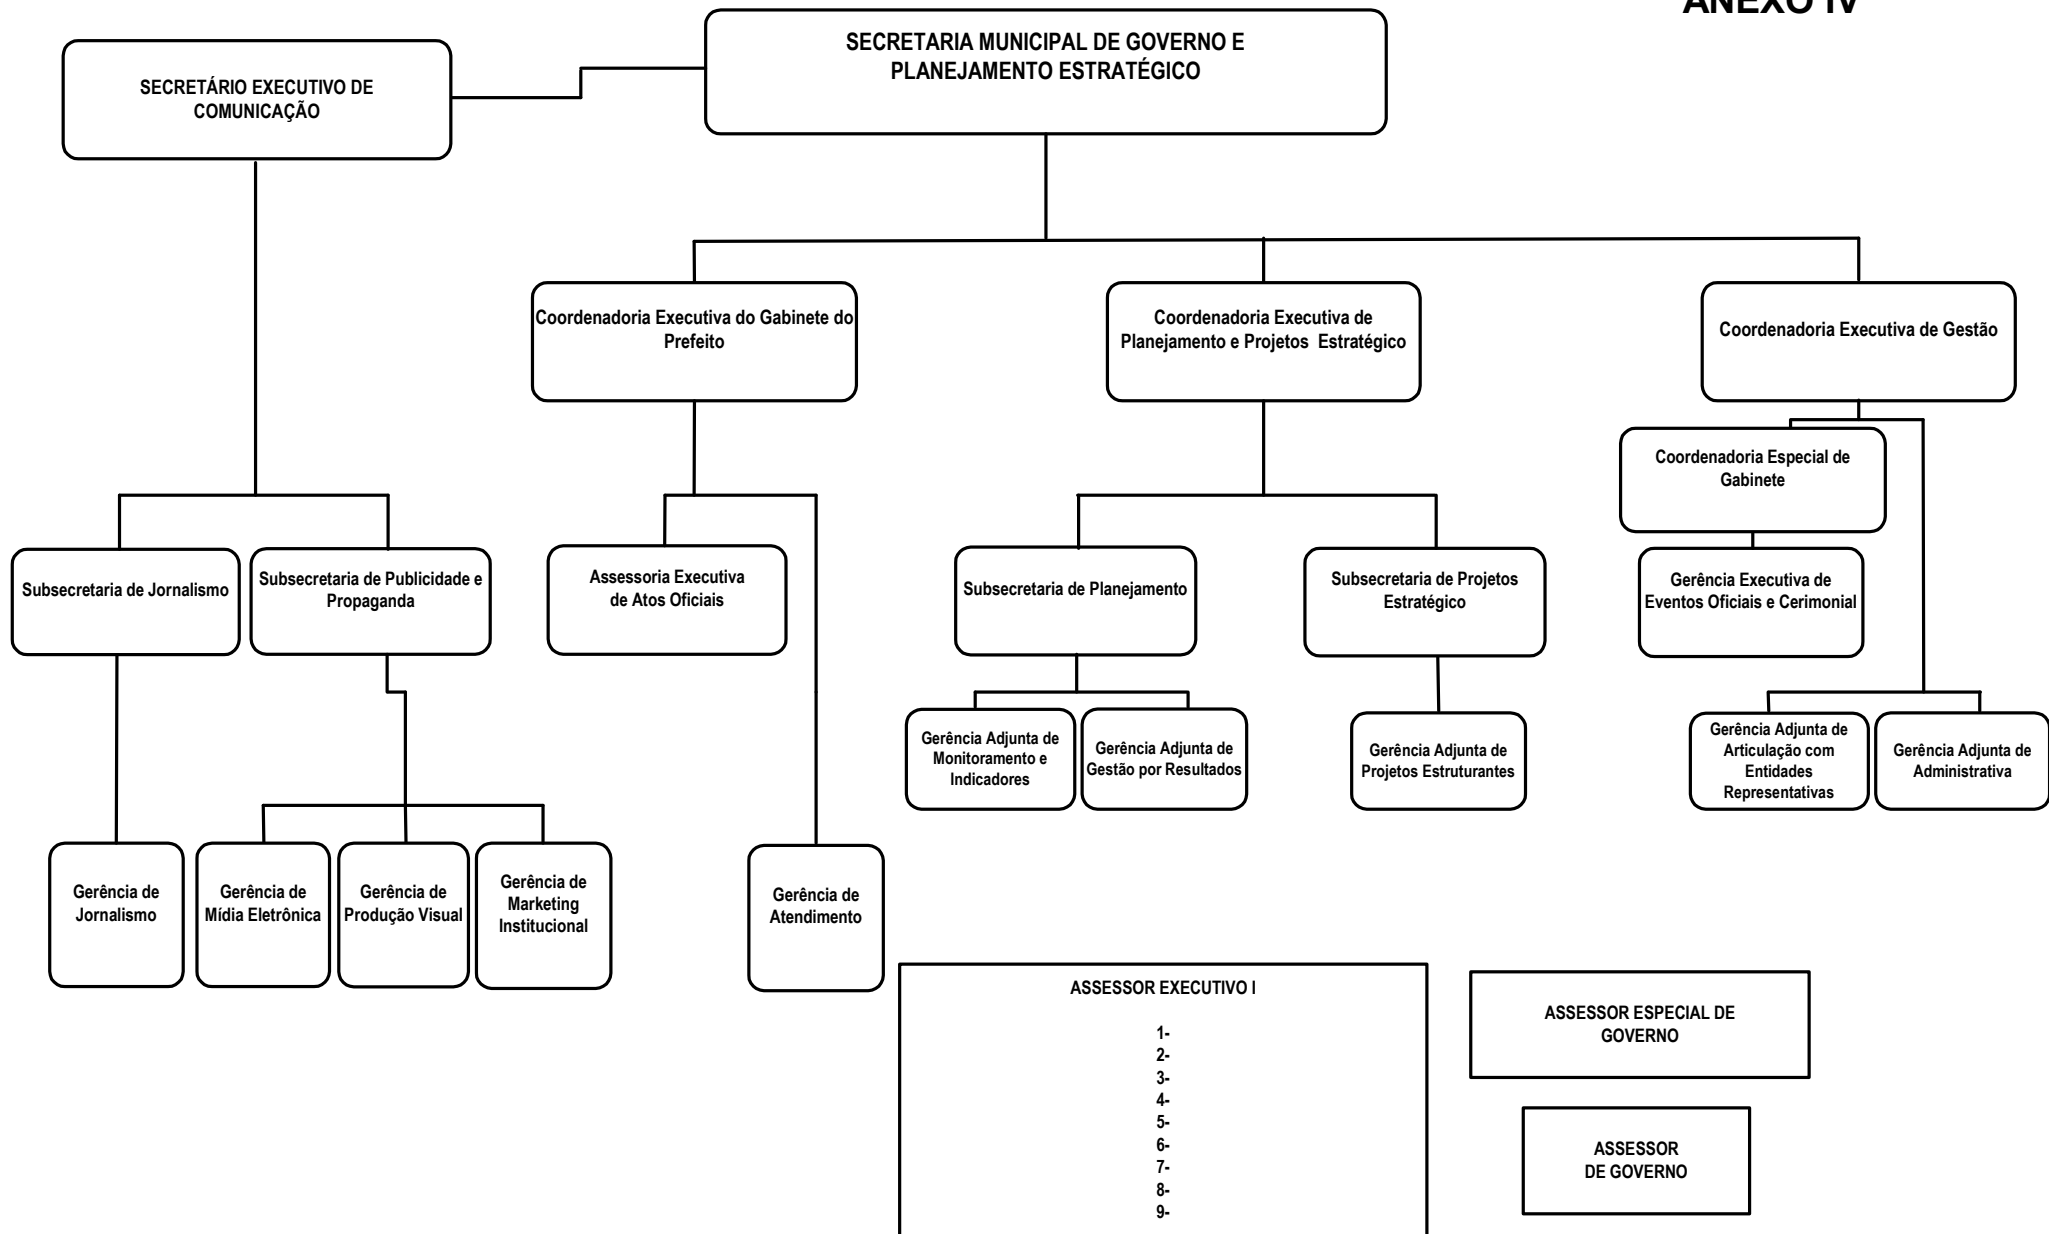 ANEXO IV
SECRETARIA MUNICIPAL DE GOVERNO E
PLANEJAMENTO ESTRATÉGICO
SECRETÁRIO EXECUTIVO DE
COMUNICAÇÃO
Coordenadoria Executiva do Gabinete do
Prefeito
Coordenadoria Executiva de
Planejamento e Projetos Estratégico
Coordenadoria Executiva de Gestão
Coordenadoria Especial de
Gabinete
Subsecretaria de Jornalismo
Subsecretaria de Publicidade e
Propaganda
Assessoria Executiva
de Atos Oficiais
Subsecretaria de Planejamento
Subsecretaria de Projetos
Estratégico
Gerência Executiva de
Eventos Oficiais e Cerimonial
Gerência Adjunta de
Monitoramento e
Indicadores
Gerência Adjunta de
Gestão por Resultados
Gerência Adjunta de
Projetos Estruturantes
Gerência Adjunta de
Articulação com
Entidades
Representativas
Gerência Adjunta de
Administrativa
Gerência de
Jornalismo
Gerência de
Mídia Eletrônica
Gerência de
Produção Visual
Gerência de
Marketing
Institucional
Gerência de
Atendimento
ASSESSOR EXECUTIVO I
1-
2-
3-
4-
5-
6-
7-
8-
9-
ASSESSOR ESPECIAL DE
GOVERNO
ASSESSOR
DE GOVERNO